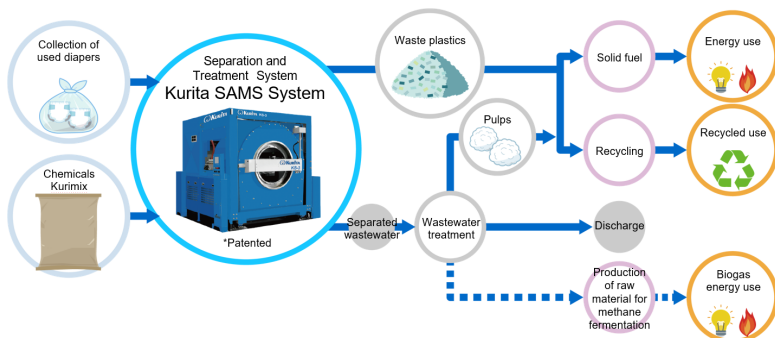 Collection of
used diapers
Chemicals
Kurimix
Separation and
Treatment System
Kurita SAMS System
Kurita
*Patented
Waste plastics
Pulps
Separated
wastewater
Wastewater
treatment
Solid fuel
Recycling
Discharge
Production
of raw
material for
methane
fermentation
Energy use
Recycled use
Biogas
energy use